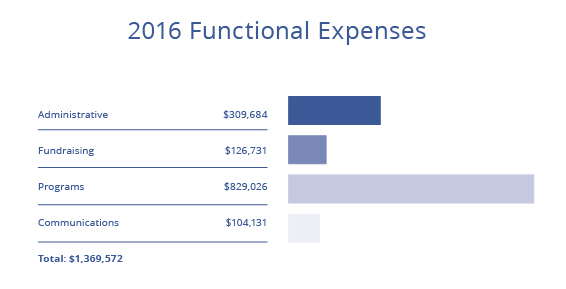 2016 Functional Expenses
Administrative $309,684
Fundraising $126,731
Programs $829,026
Communications $104,131
Total: $1,369,572